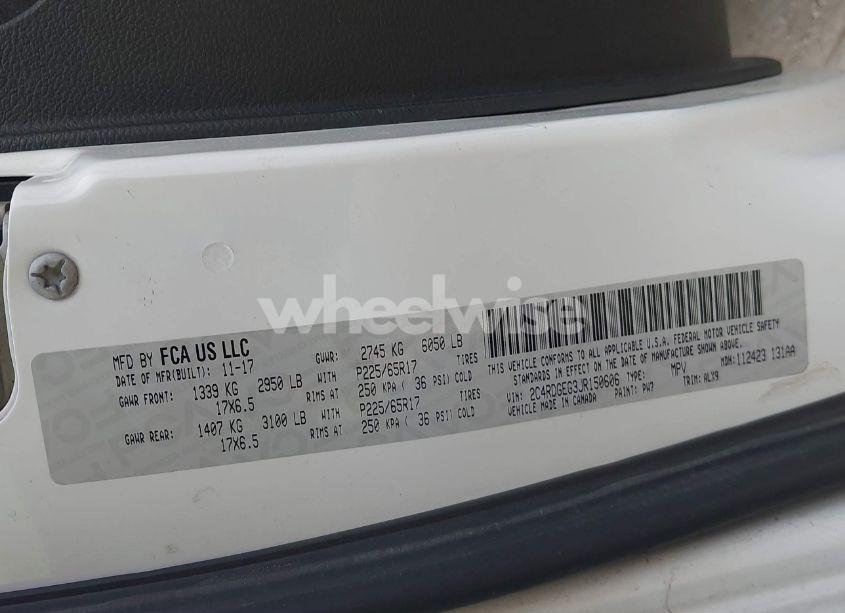 wheelwise
MFD BY FCA US LLC
DATE OF MFR(BUILT): 11-17 GVWR: 2745 KG 6050 LB
GAWR FRONT: 1339 KG 2950 LB WITH P225/65R17 TIRES
17X6.5 RIMS AT 250 KPA ( 36 PSI) COLD
GAWR REAR: 1407 KG 3100 LB WITH P225/65R17 TIRES
17X6.5 RIMS AT 250 KPA ( 36 PSI) COLD
THIS VEHICLE CONFORMS TO ALL APPLICABLE U.S.A. FEDERAL MOTOR VEHICLE SAFETY
STANDARDS IN EFFECT ON THE DATE OF MANUFACTURE SHOWN ABOVE.
VIN: 2C4RDGEG3JR150606 TYPE: MPV MDH: 112423 131AA
VEHICLE MADE IN CANADA PAINT: PW7 TRIM: ALX9